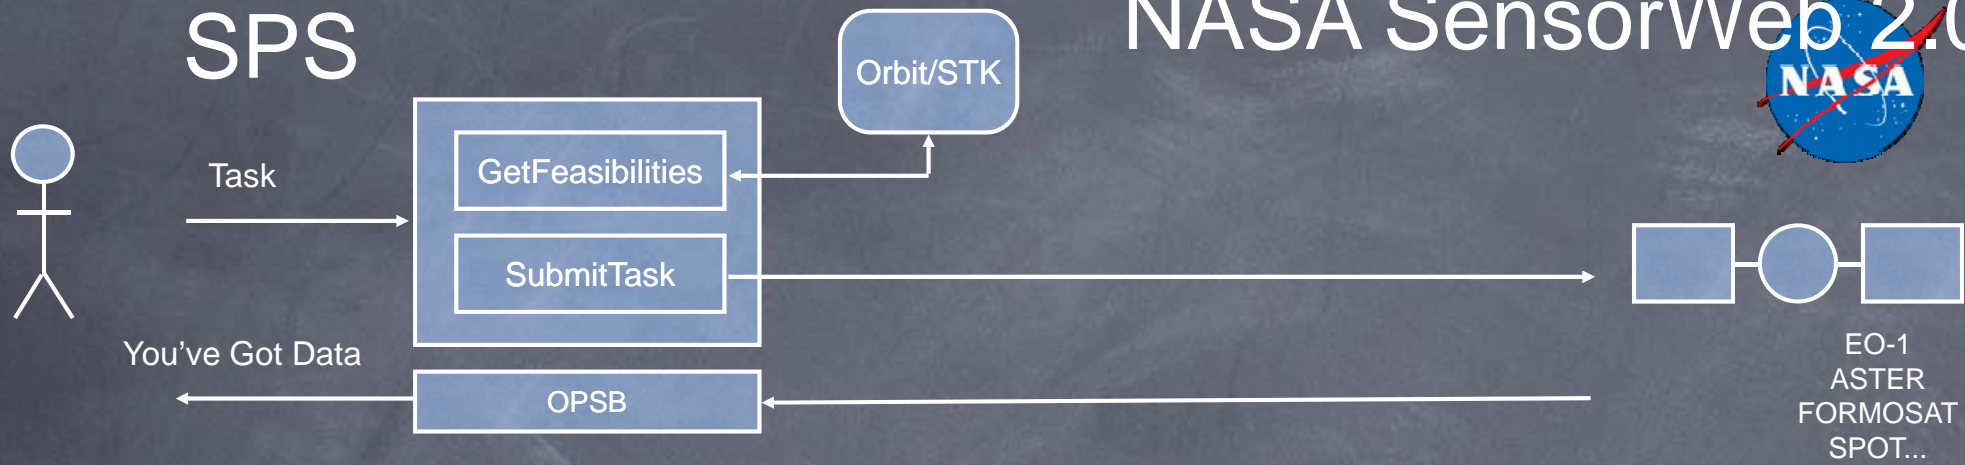 SPS
NASA SensorWeb 2.0
NASA
Orbit/STK
GetFeasibilities
Task
SubmitTask
You’ve Got Data
OPSB
EO-1
ASTER
FORMOSAT
SPOT...